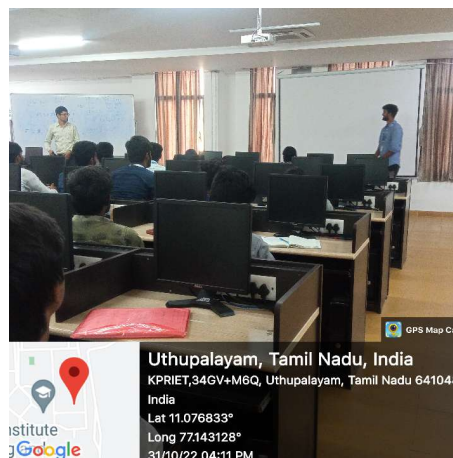 GPS Map Ca
Uthupalayam, Tamil Nadu, India
KPRIET,34GV+M6Q, Uthupalayam, Tamil Nadu 64104
India
Lat 11.076833°
Long 77.143128°
31/10/22 04:11 PM
stitute
Google